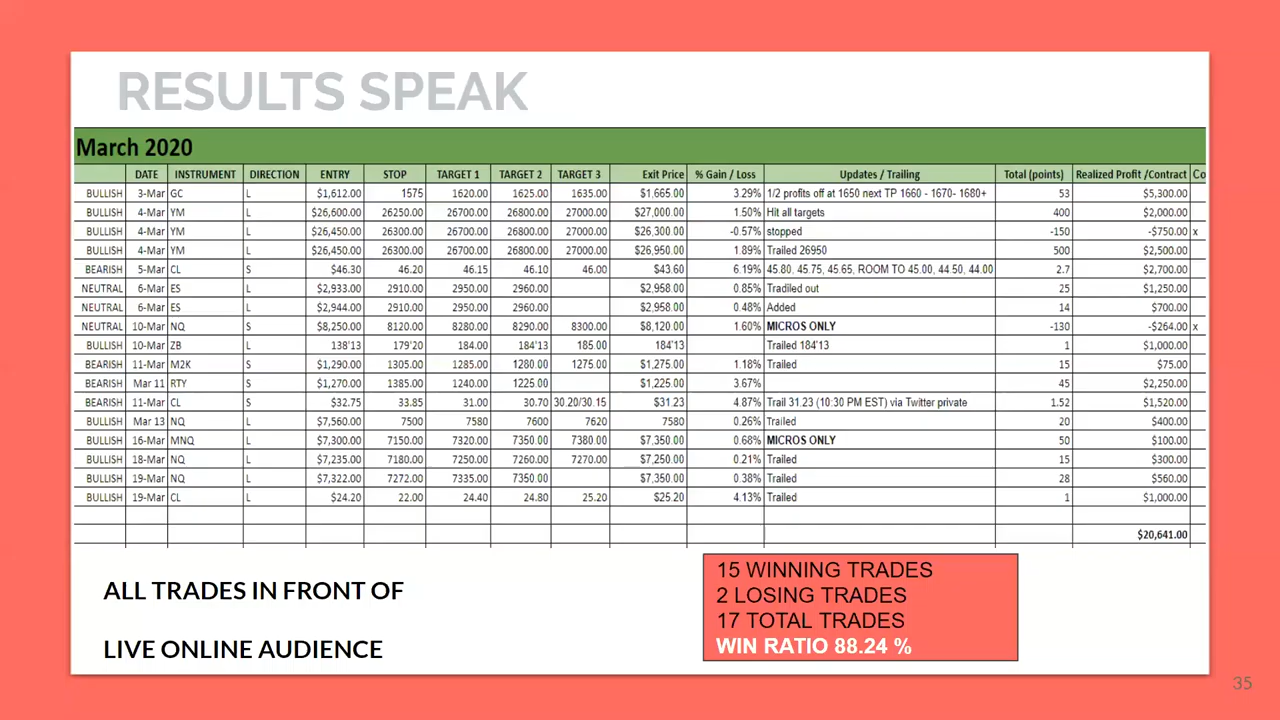 RESULTS SPEAK
March 2020
DATE INSTRUMENT DIRECTION ENTRY STOP TARGET 1 TARGET 2 TARGET 3 Exit Price % Gain / Loss Updates / Trailing Total (points) Realized Profit /Contract Co
BULLISH 3-Mar GC L $1,612.00 1575 1620.00 1625.00 1635.00 $1,665.00 3.29% 1/2 profits off at 1650 next TP 1660 - 1670- 1680+ 53 $5,300.00
BULLISH 4-Mar YM L $26,600.00 26250.00 26700.00 26800.00 27000.00 $27,000.00 1.50% Hit all targets 400 $2,000.00
BULLISH 4-Mar YM L $26,450.00 26300.00 26700.00 26800.00 27000.00 $26,300.00 -0.57% stopped -150 -$750.00 x
BULLISH 4-Mar YM L $26,450.00 26300.00 26700.00 26800.00 27000.00 $26,950.00 1.89% Trailed 26950 500 $2,500.00
BEARISH 5-Mar CL S $46.30 46.20 46.15 46.10 46.00 $43.60 6.19% 45.80, 45.75, 45.65, ROOM TO 45.00, 44.50, 44.00 2.7 $2,700.00
NEUTRAL 6-Mar ES L $2,933.00 2910.00 2950.00 2960.00 $2,958.00 0.85% Tradiled out 25 $1,250.00
NEUTRAL 6-Mar ES L $2,944.00 2910.00 2950.00 2960.00 $2,958.00 0.48% Added 14 $700.00
NEUTRAL 10-Mar NQ S $8,250.00 8120.00 8280.00 8290.00 8300.00 $8,120.00 1.60% MICROS ONLY -130 -$264.00 x
BULLISH 10-Mar ZB L 138'13 179'20 184.00 184'13 185.00 184'13 Trailed 184'13 1 $1,000.00
BEARISH 11-Mar M2K S $1,290.00 1305.00 1285.00 1280.00 1275.00 $1,275.00 1.18% Trailed 15 $75.00
BEARISH Mar 11 RTY S $1,270.00 1385.00 1240.00 1225.00 $1,225.00 3.67% 45 $2,250.00
BEARISH 11-Mar CL S $32.75 33.85 31.00 30.70 30.20/30.15 $31.23 4.87% Trail 31.23 (10:30 PM EST) via Twitter private 1.52 $1,520.00
BULLISH Mar 13 NQ L $7,560.00 7500 7580 7600 7620 7580 0.26% Trailed 20 $400.00
BULLISH 16-Mar MNQ L $7,300.00 7150.00 7320.00 7350.00 7380.00 $7,350.00 0.68% MICROS ONLY 50 $100.00
BULLISH 18-Mar NQ L $7,235.00 7180.00 7250.00 7260.00 7270.00 $7,250.00 0.21% Trailed 15 $300.00
BULLISH 19-Mar NQ L $7,322.00 7272.00 7335.00 7350.00 $7,350.00 0.38% Trailed 28 $560.00
BULLISH 19-Mar CL L $24.20 22.00 24.40 24.80 25.20 $25.20 4.13% Trailed 1 $1,000.00
$20,641.00
ALL TRADES IN FRONT OF
LIVE ONLINE AUDIENCE
15 WINNING TRADES
2 LOSING TRADES
17 TOTAL TRADES
WIN RATIO 88.24 %
35